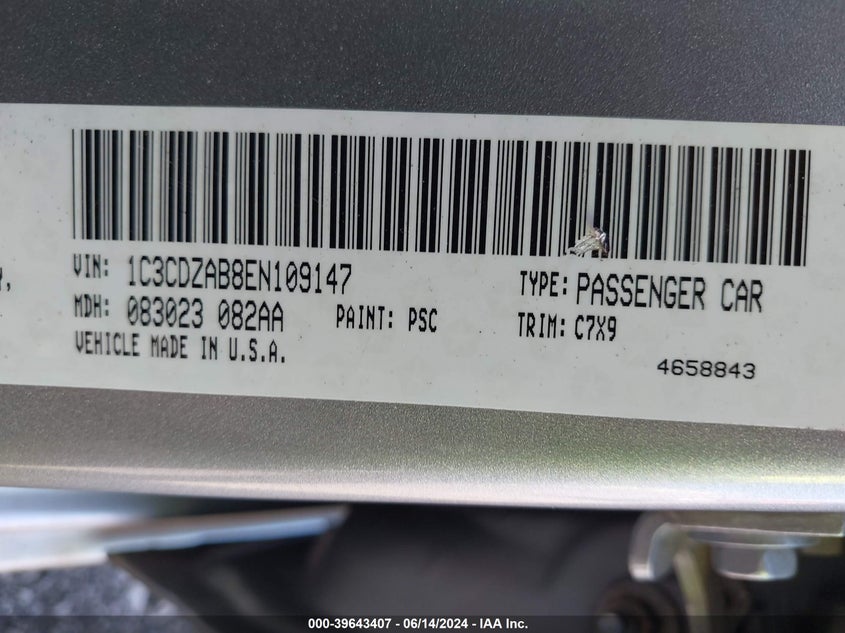 VIN: 1C3CDZAB8EN109147 TYPE: PASSENGER CAR
MDH: 083023 082AA PAINT: PSC TRIM: C7X9
VEHICLE MADE IN U.S.A. 4658843
000-39643407 - 06/14/2024 - IAA Inc.